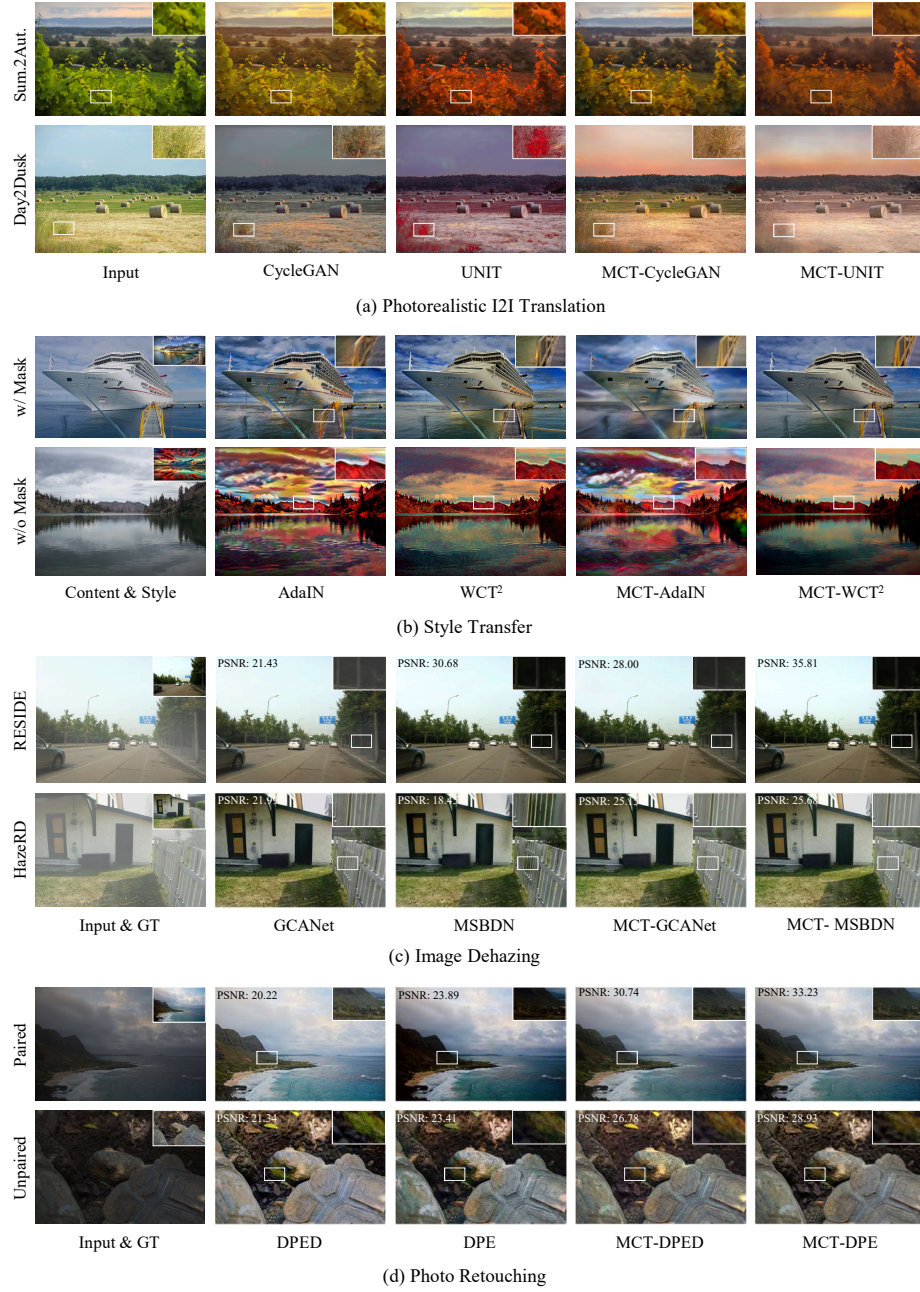 Sum.2Aut.
Day2Dusk
Input CycleGAN UNIT MCT-CycleGAN MCT-UNIT
(a) Photorealistic I2I Translation
w/ Mask
w/o Mask
Content & Style AdaIN WCT² MCT-AdaIN MCT-WCT²
(b) Style Transfer
RESIDE
PSNR: 21.43 PSNR: 30.68 PSNR: 28.00 PSNR: 35.81
HazeRD
PSNR: PSNR: PSNR: PSNR:
Input & GT GCANet MSBDN MCT-GCANet MCT- MSBDN
(c) Image Dehazing
Paired
PSNR: 20.22 PSNR: 23.89 PSNR: 30.74 PSNR: 33.23
Unpaired
PSNR: 21.34 PSNR: 23.41 PSNR: 26.78 PSNR: 28.93
Input & GT DPED DPE MCT-DPED MCT-DPE
(d) Photo Retouching